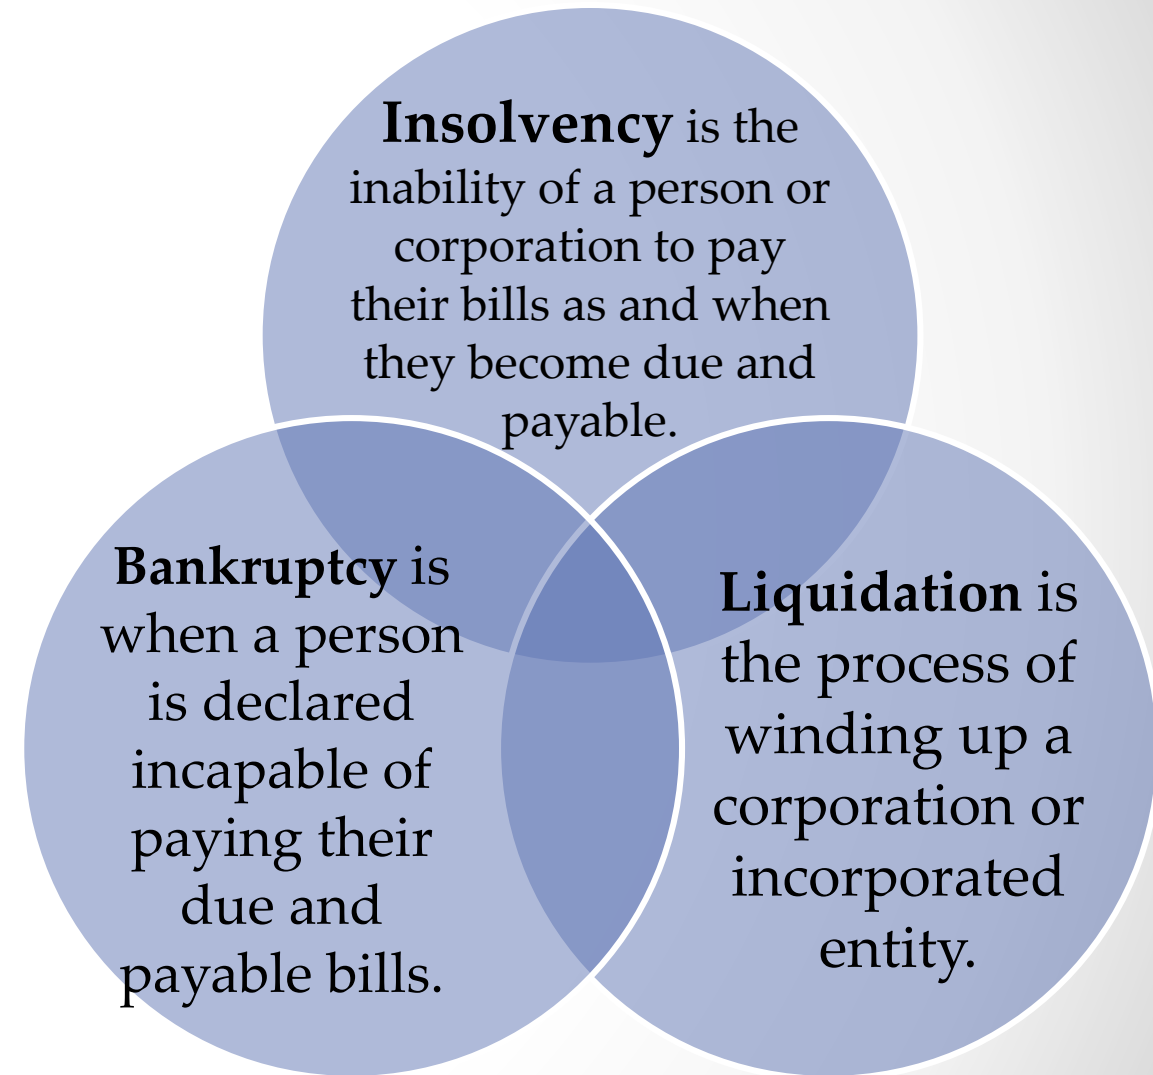 Insolvency is the
inability of a person or
corporation to pay
their bills as and when
they become due and
payable.
Bankruptcy is
when a person
is declared
incapable of
paying their
due and
payable bills.
Liquidation is
the process of
winding up a
corporation or
incorporated
entity.